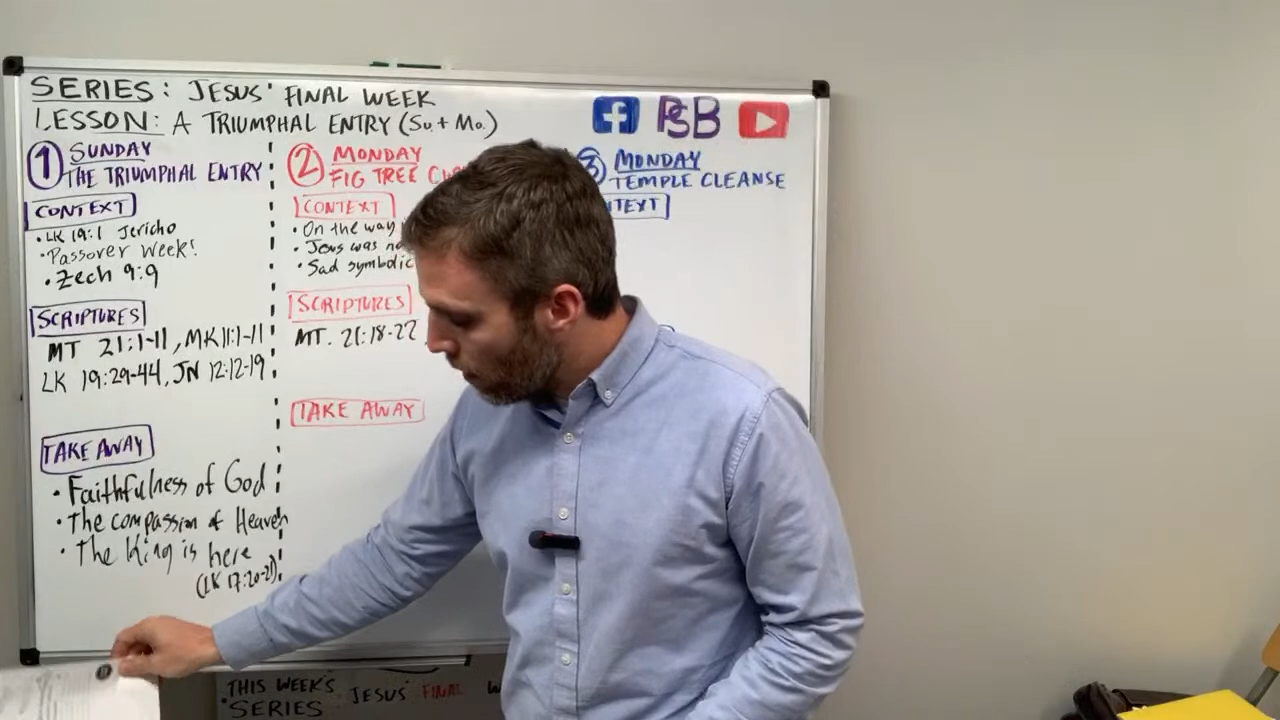 SERIES: JESUS' FINAL WEEK
LESSON: A TRIUMPHAL ENTRY (Su. + Mo.)
f PSB
1 SUNDAY
THE TRIUMPHAL ENTRY
CONTEXT
• LK 19:1 Jericho
• Passover Week!
• Zech 9:9
SCRIPTURES
MT 21:1-11, MK 11:1-11
LK 19:29-44, JN 12:12-19
TAKE AWAY
• Faithfulness of God
• The compassion of Heaven
• The King is here
(LK 17:20-21)
2 MONDAY
FIG TREE
CONTEXT
• On the way
• Jesus was
• Sad symbolic
SCRIPTURES
MT. 21:18-22
TAKE AWAY
3 MONDAY
TEMPLE CLEANSE
NTEXT
THIS WEEK'S
SERIES
JESUS' FINAL W